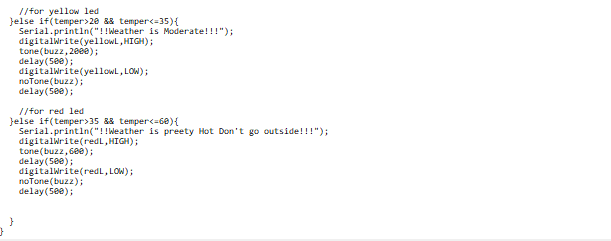 //for yellow led
}else if(temper>20 && temper<=35){
Serial.println("!!Weather is Moderate!!!");
digitalWrite(yellowL,HIGH);
tone(buzz,2000);
delay(500);
digitalWrite(yellowL,LOW);
noTone(buzz);
delay(500);
//for red led
}else if(temper>35 && temper<=60){
Serial.println("!!Weather is preety Hot Don't go outside!!!");
digitalWrite(redL,HIGH);
tone(buzz,600);
delay(500);
digitalWrite(redL,LOW);
noTone(buzz);
delay(500);
}
}